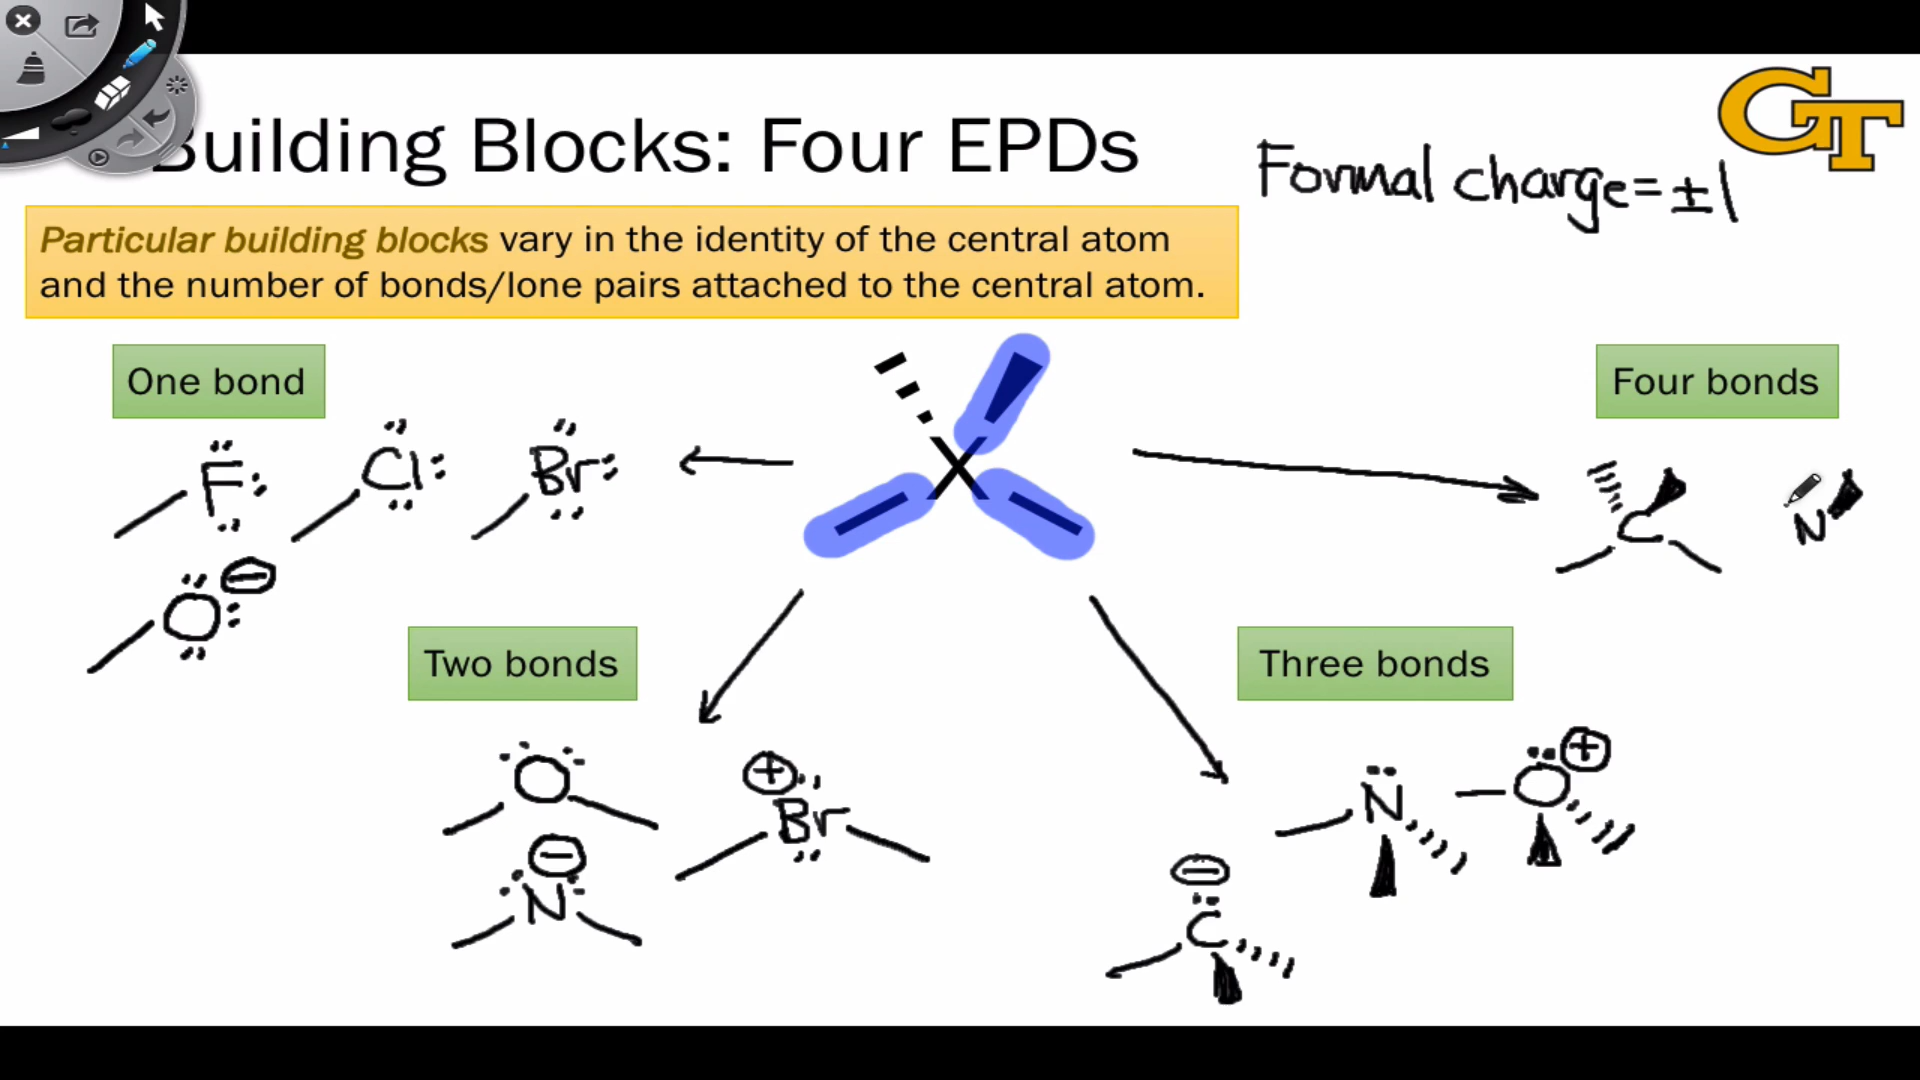 Building Blocks: Four EPDs
Formal charge = ±1
GT
Particular building blocks vary in the identity of the central atom
and the number of bonds/lone pairs attached to the central atom.
One bond
Four bonds
F
Cl
Br
X
C
N
O
Two bonds
Three bonds
O
Br
N
O
N
C